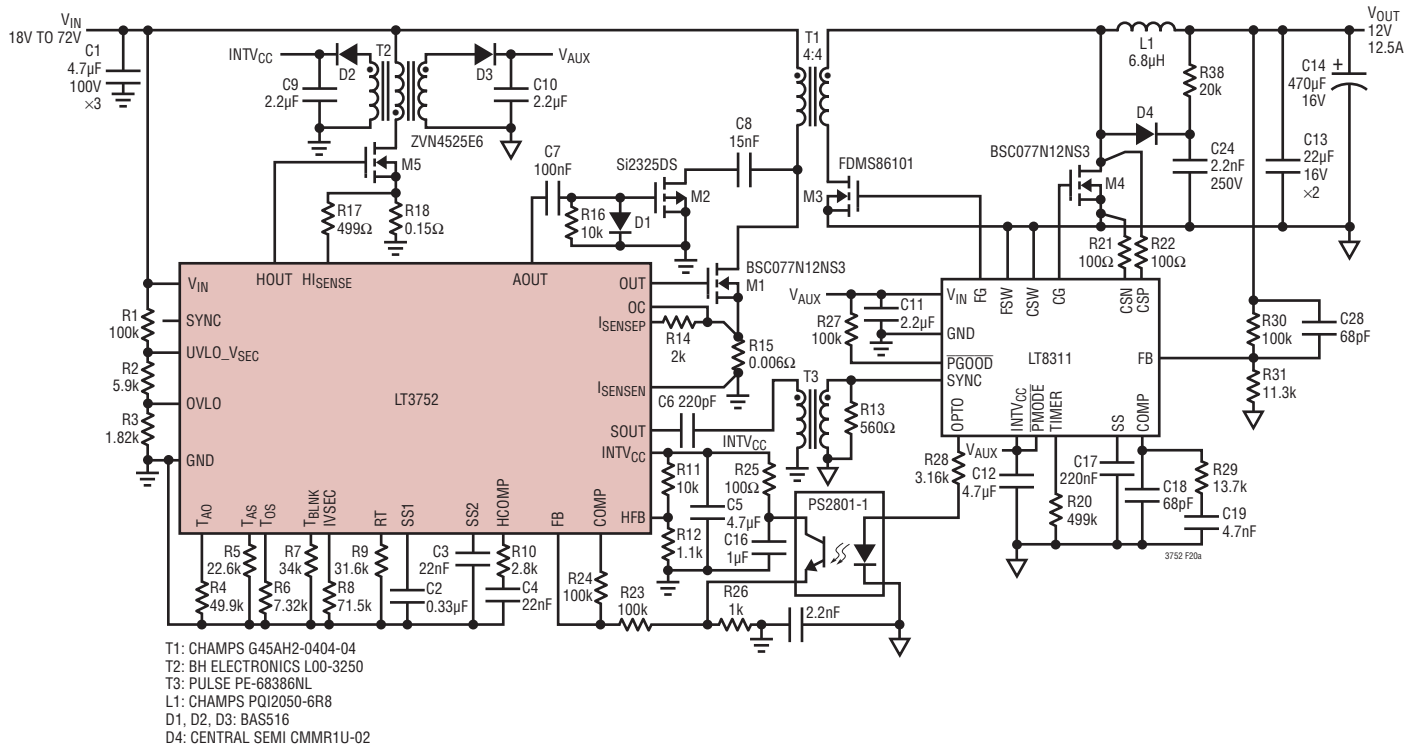 VIN
18V TO 72V
C1
4.7µF
100V
×3
INTVCC
D2
T2
D3
VAUX
C9
2.2µF
C10
2.2µF
ZVN4525E6
M5
R17
499Ω
R18
0.15Ω
C7
100nF
R16
10k
D1
Si2325DS
M2
C8
15nF
T1
4:4
BSC077N12NS3
M1
FDMS86101
M3
BSC077N12NS3
M4
L1
6.8µH
VOUT
12V
12.5A
R38
20k
D4
C24
2.2nF
250V
C14
470µF
16V
+
C13
22µF
16V
×2
R21
100Ω
R22
100Ω
R1
100k
R2
5.9k
R3
1.82k
VIN
SYNC
UVLO_VSEC
OVLO
GND
HOUT
HISENSE
AOUT
OUT
OC
ISENSEP
ISENSEN
SOUT
INTVCC
HFB
LT3752
TAO
TAS
TOS
TBLNK
IVSEC
RT
SS1
SS2
HCOMP
FB
COMP
R14
2k
R15
0.006Ω
C6 220pF
T3
R13
560Ω
INTVCC
R11
10k
R12
1.1k
C5
4.7µF
R25
100Ω
C16
1µF
PS2801-1
R4
49.9k
R5
22.6k
R6
7.32k
R7
34k
R8
71.5k
R9
31.6k
C2
0.33µF
C3
22nF
R10
2.8k
C4
22nF
R24
100k
R23
100k
R26
1k
2.2nF
VAUX
R27
100k
C11
2.2µF
VIN
GND
PGOOD
SYNC
FG
FSW
CSW
CG
CSN
CSP
LT8311
FB
OPTO
INTVCC
PMODE
TIMER
SS
COMP
R30
100k
C28
68pF
R31
11.3k
R28
3.16k
VAUX
C12
4.7µF
R20
499k
C17
220nF
C18
68pF
R29
13.7k
C19
4.7nF
3752 F20a
T1: CHAMPS G45AH2-0404-04
T2: BH ELECTRONICS L00-3250
T3: PULSE PE-68386NL
L1: CHAMPS PQI2050-6R8
D1, D2, D3: BAS516
D4: CENTRAL SEMI CMMR1U-02